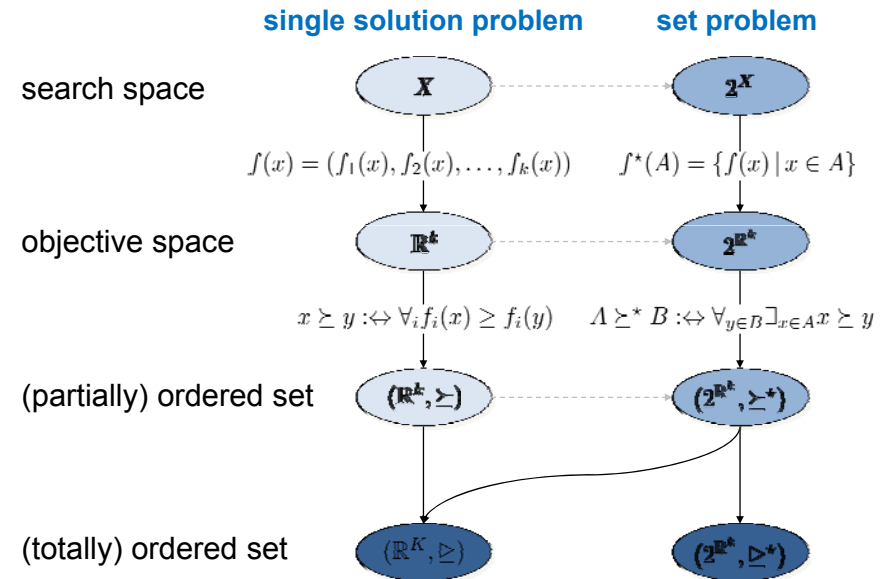 single solution problem set problem
search space X 2^X
f(x) = (f₁(x), f₂(x), . . . , fₖ(x)) f⋆(A) = {f(x) | x ∈ A}
objective space ℝ^k 2^ℝ^k
x ⪰ y :⇔ ∀ᵢfᵢ(x) ≥ fᵢ(y) A ⪰⋆ B :⇔ ∀_{y∈B}∃_{x∈A} x ⪰ y
(partially) ordered set (ℝ^k, ⪰) (2^ℝ^k, ⪰⋆)
(totally) ordered set (ℝ^K, ⊵) (2^ℝ^k, ⊵⋆)